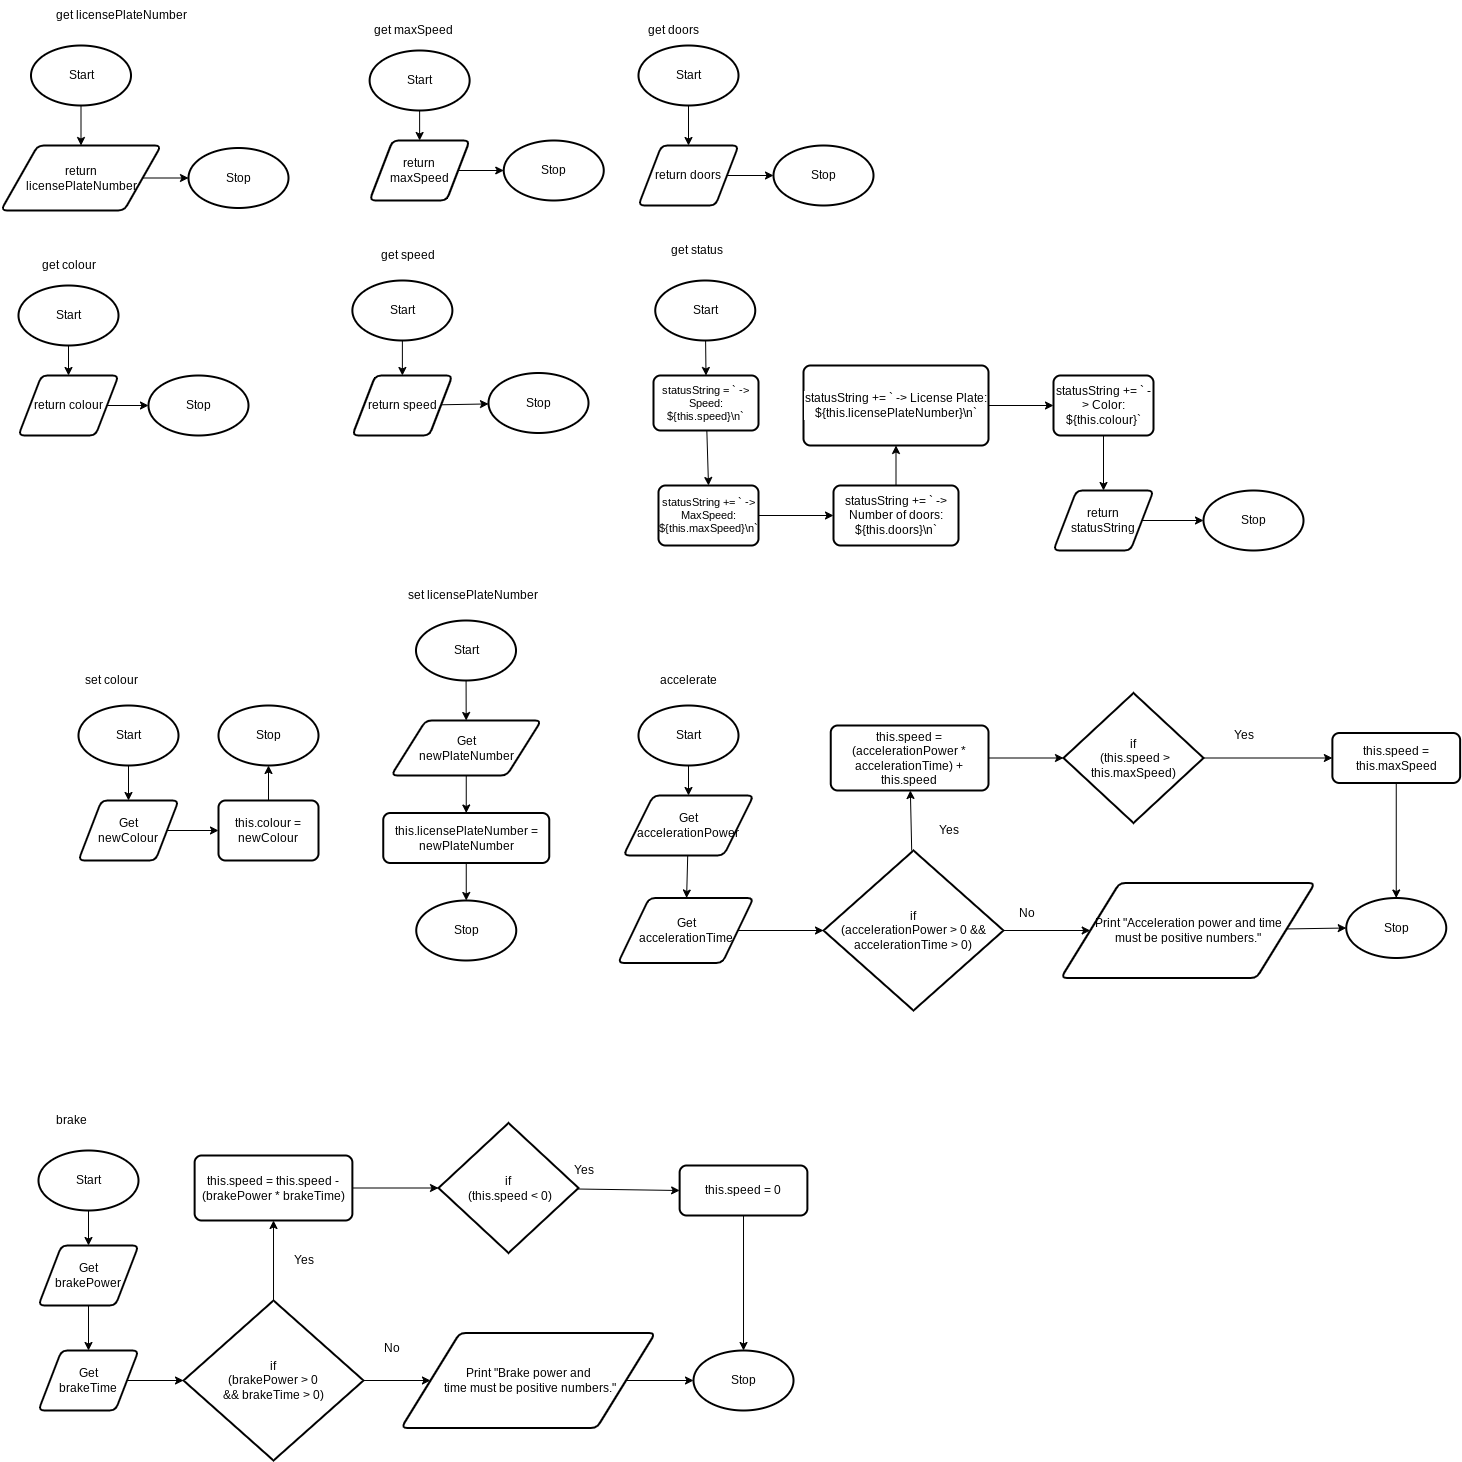 get licensePlateNumber
Start
return
licensePlateNumber
Stop
get maxSpeed
Start
return
maxSpeed
Stop
get doors
Start
return doors
Stop
get colour
Start
return colour
Stop
get speed
Start
return speed
Stop
get status
Start
statusString = ` ->
Speed:
${this.speed}\n`
statusString += ` ->
MaxSpeed:
${this.maxSpeed}\n`
statusString += ` ->
Number of doors:
${this.doors}\n`
statusString += ` -> License Plate:
${this.licensePlateNumber}\n`
statusString += ` -
> Color:
${this.colour}`
return
statusString
Stop
set colour
Start
Get
newColour
this.colour =
newColour
Stop
set licensePlateNumber
Start
Get
newPlateNumber
this.licensePlateNumber =
newPlateNumber
Stop
accelerate
Start
Get
accelerationPower
Get
accelerationTime
if
(accelerationPower > 0 &&
accelerationTime > 0)
Yes
this.speed =
(accelerationPower *
accelerationTime) +
this.speed
if
(this.speed >
this.maxSpeed)
Yes
this.speed =
this.maxSpeed
No
Print "Acceleration power and time
must be positive numbers."
Stop
brake
Start
Get
brakePower
Get
brakeTime
if
(brakePower > 0
&& brakeTime > 0)
Yes
this.speed = this.speed -
(brakePower * brakeTime)
if
(this.speed < 0)
Yes
this.speed = 0
No
Print "Brake power and
time must be positive numbers."
Stop